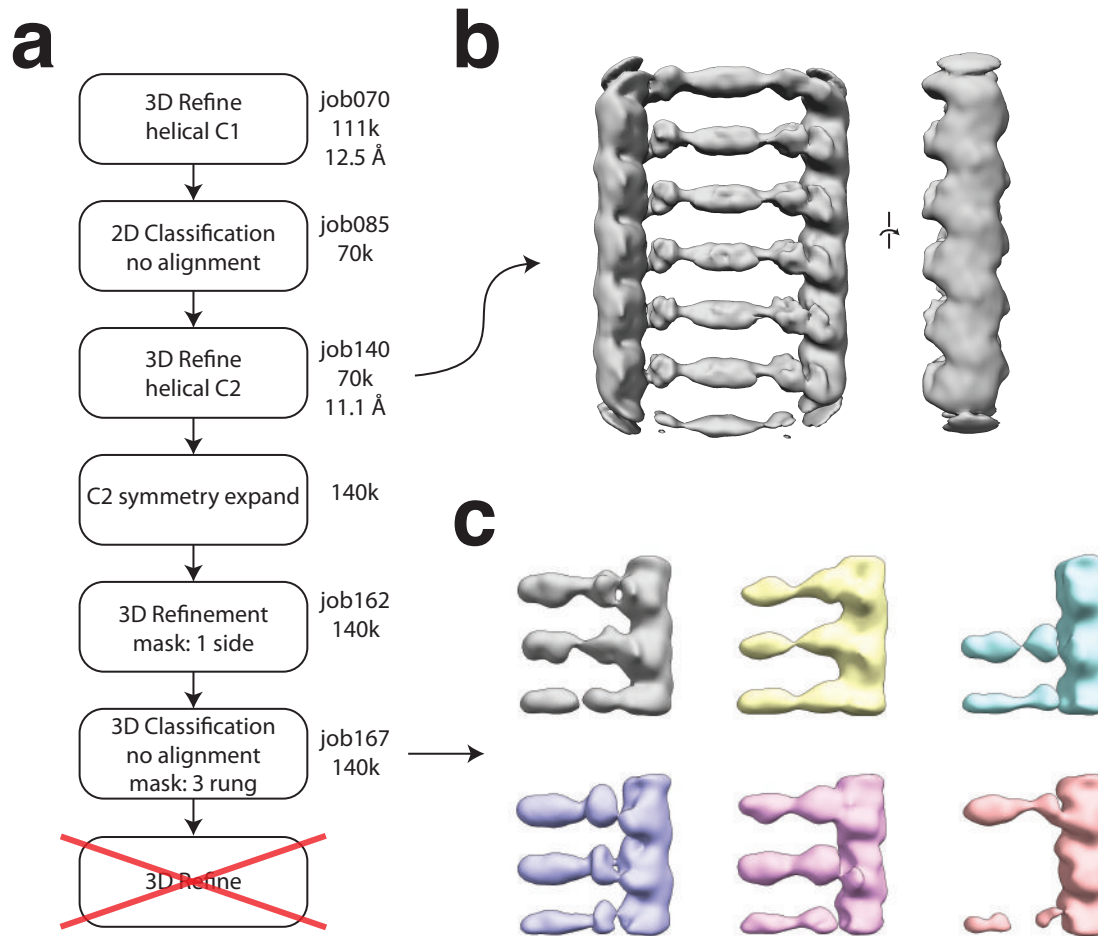 a
3D Refine
helical C1
job070
111k
12.5 Å
2D Classification
no alignment
job085
70k
3D Refine
helical C2
job140
70k
11.1 Å
C2 symmetry expand
140k
3D Refinement
mask: 1 side
job162
140k
3D Classification
no alignment
mask: 3 rung
job167
140k
3D Refine
b
c